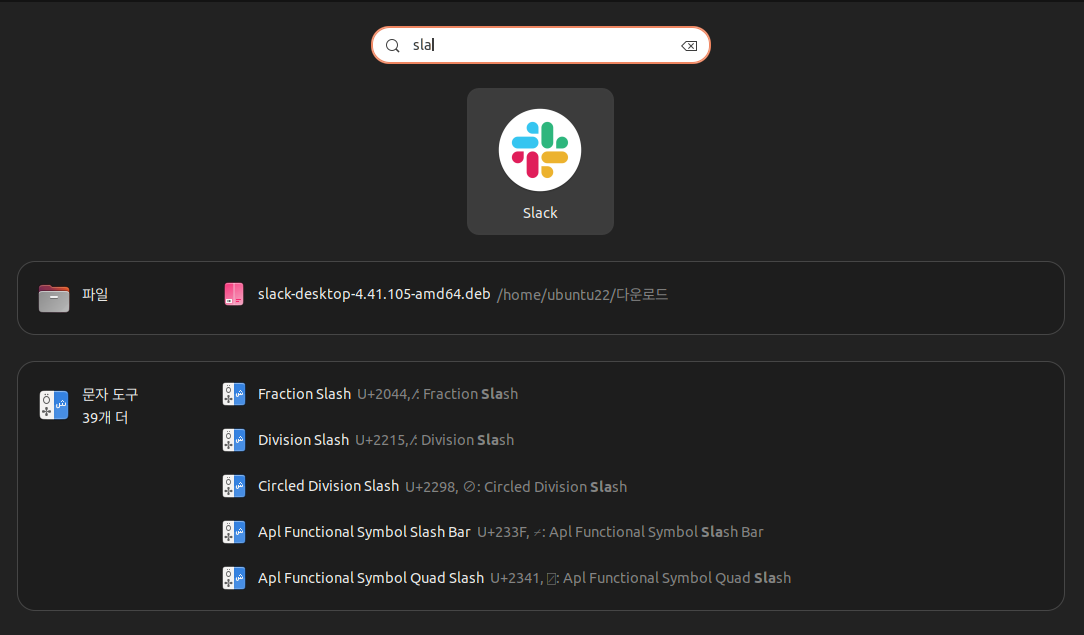 sla
Slack
파일
slack-desktop-4.41.105-amd64.deb /home/ubuntu22/다운로드
문자 도구
39개 더
Fraction Slash U+2044, ⁄: Fraction Slash
Division Slash U+2215, ∕: Division Slash
Circled Division Slash U+2298, ⊘: Circled Division Slash
Apl Functional Symbol Slash Bar U+233F, ⌿: Apl Functional Symbol Slash Bar
Apl Functional Symbol Quad Slash U+2341, ⍁: Apl Functional Symbol Quad Slash